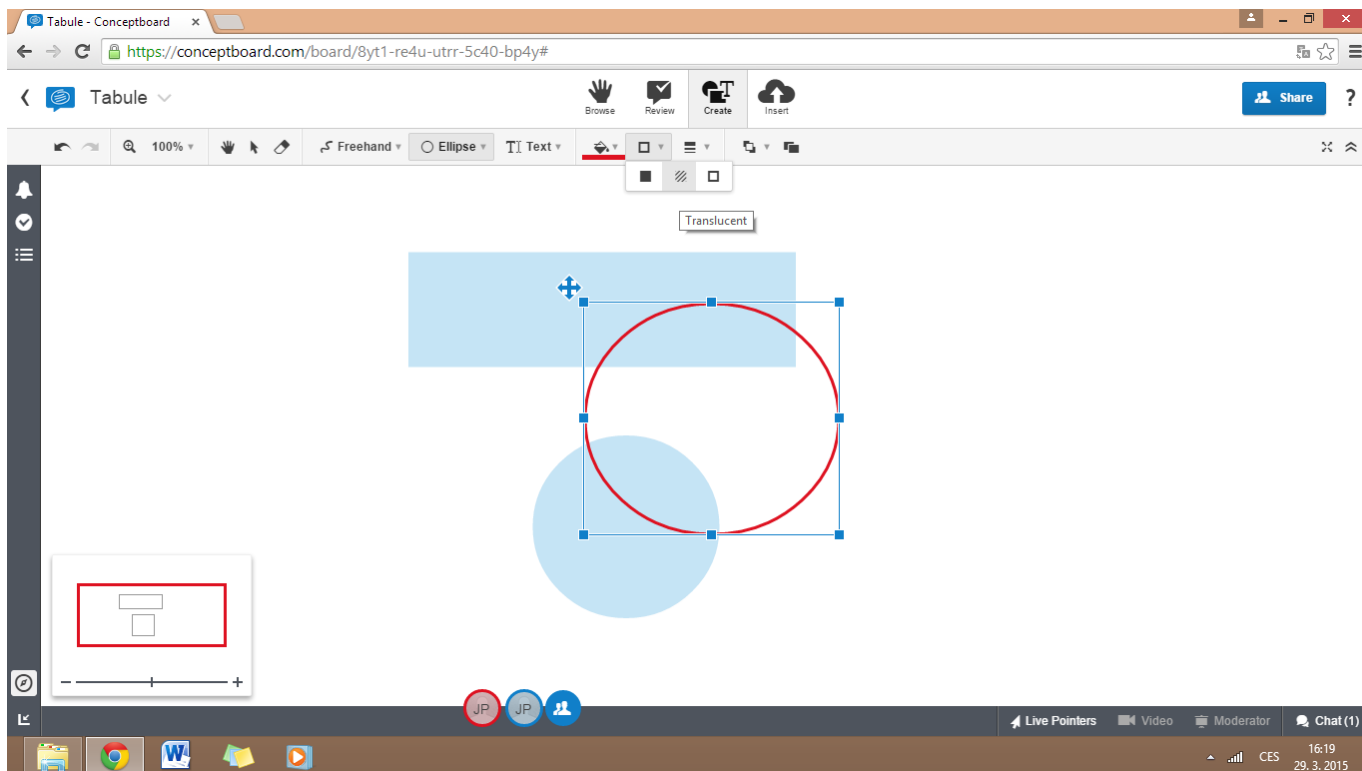 Tabule - Conceptboard
https://conceptboard.com/board/8yt1-re4u-utrr-5c40-bp4y#
Tabule
Browse Review Create Insert
Share ?
100% Freehand Ellipse TI Text
Translucent
JP JP
Live Pointers Video Moderator Chat (1)
W
CES 16:19
29. 3. 2015